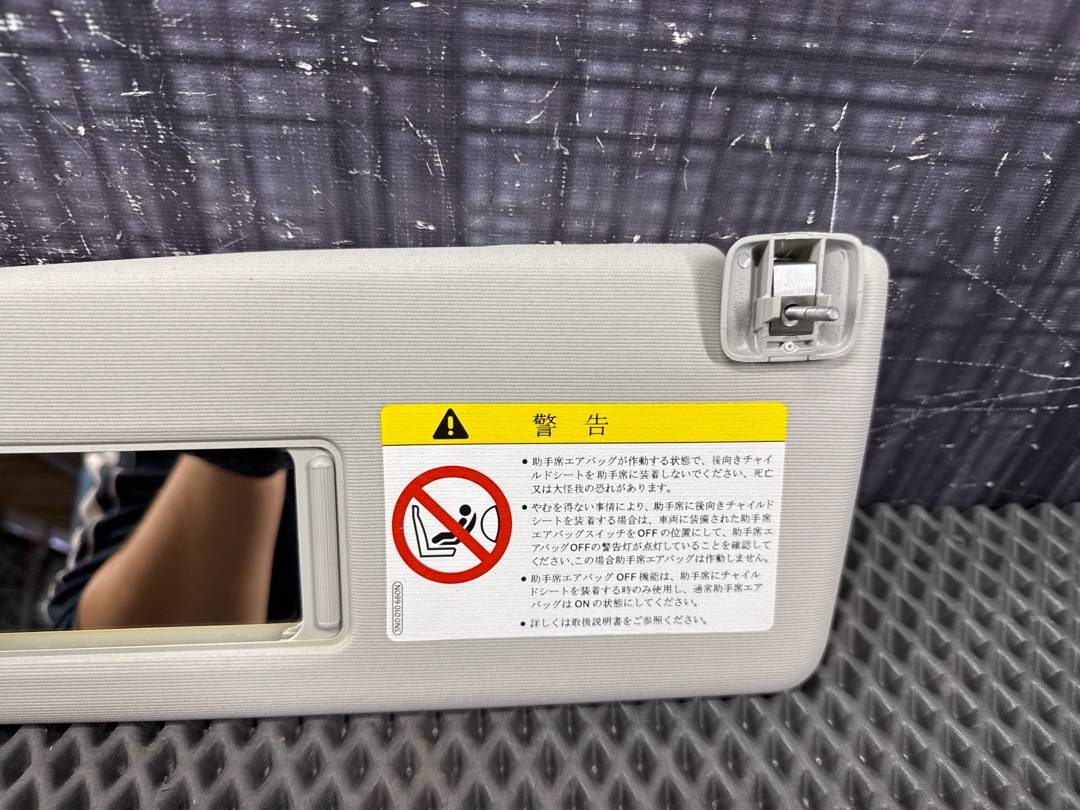 警 告
● 助手席エアバッグが作動する状態で、後向きチャイ
ルドシートを助手席に装着しないでください、死亡
又は大怪我の恐れがあります。
● やむを得ない事情により、助手席に後向きチャイルド
シートを装着する場合は、車両に装備された助手席
エアバッグスイッチをOFFの位置にして、助手席エ
アバッグOFFの警告灯が点灯していることを確認して
ください、この場合助手席エアバッグは作動しません。
● 助手席エアバッグ OFF 機能は、助手席にチャイル
ドシートを装着する時のみ使用し、通常助手席エア
バッグは ONの状態にしてください。
● 詳しくは取扱説明書をご参照ください。
5N0010660N